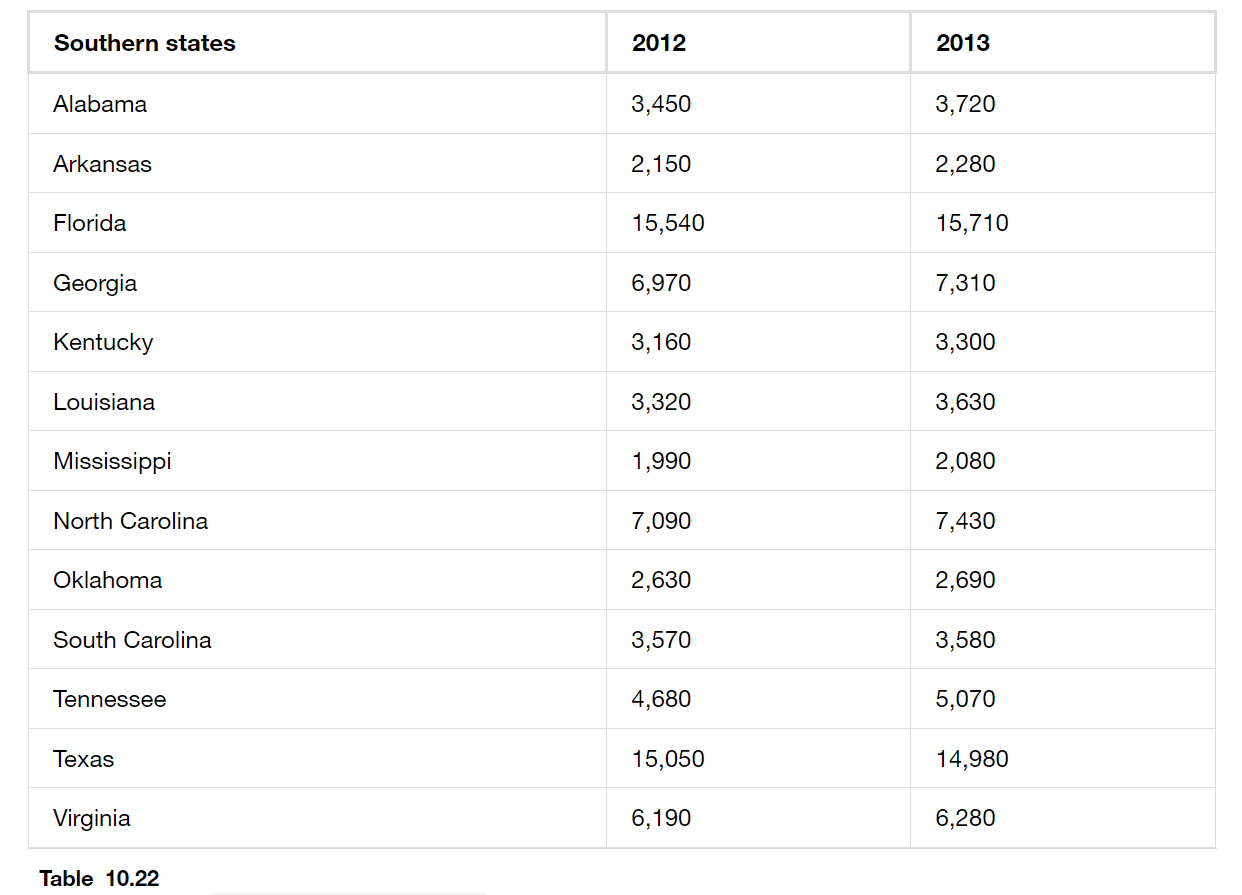 Southern states 2012 2013
Alabama 3,450 3,720
Arkansas 2,150 2,280
Florida 15,540 15,710
Georgia 6,970 7,310
Kentucky 3,160 3,300
Louisiana 3,320 3,630
Mississippi 1,990 2,080
North Carolina 7,090 7,430
Oklahoma 2,630 2,690
South Carolina 3,570 3,580
Tennessee 4,680 5,070
Texas 15,050 14,980
Virginia 6,190 6,280
Table 10.22